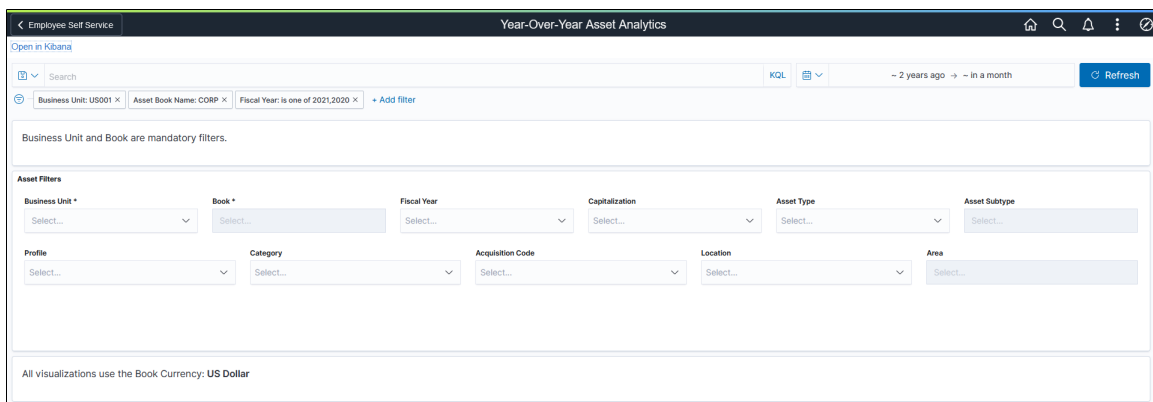 Employee Self Service
Year-Over-Year Asset Analytics
Open in Kibana
Search
KQL
~ 2 years ago → ~ in a month
Refresh
Business Unit: US001 ×
Asset Book Name: CORP ×
Fiscal Year: is one of 2021,2020 ×
+ Add filter
Business Unit and Book are mandatory filters.
Asset Filters
Business Unit * Book * Fiscal Year Capitalization Asset Type Asset Subtype
Select... Select... Select... Select... Select... Select...
Profile Category Acquisition Code Location Area
Select... Select... Select... Select... Select...
All visualizations use the Book Currency: US Dollar